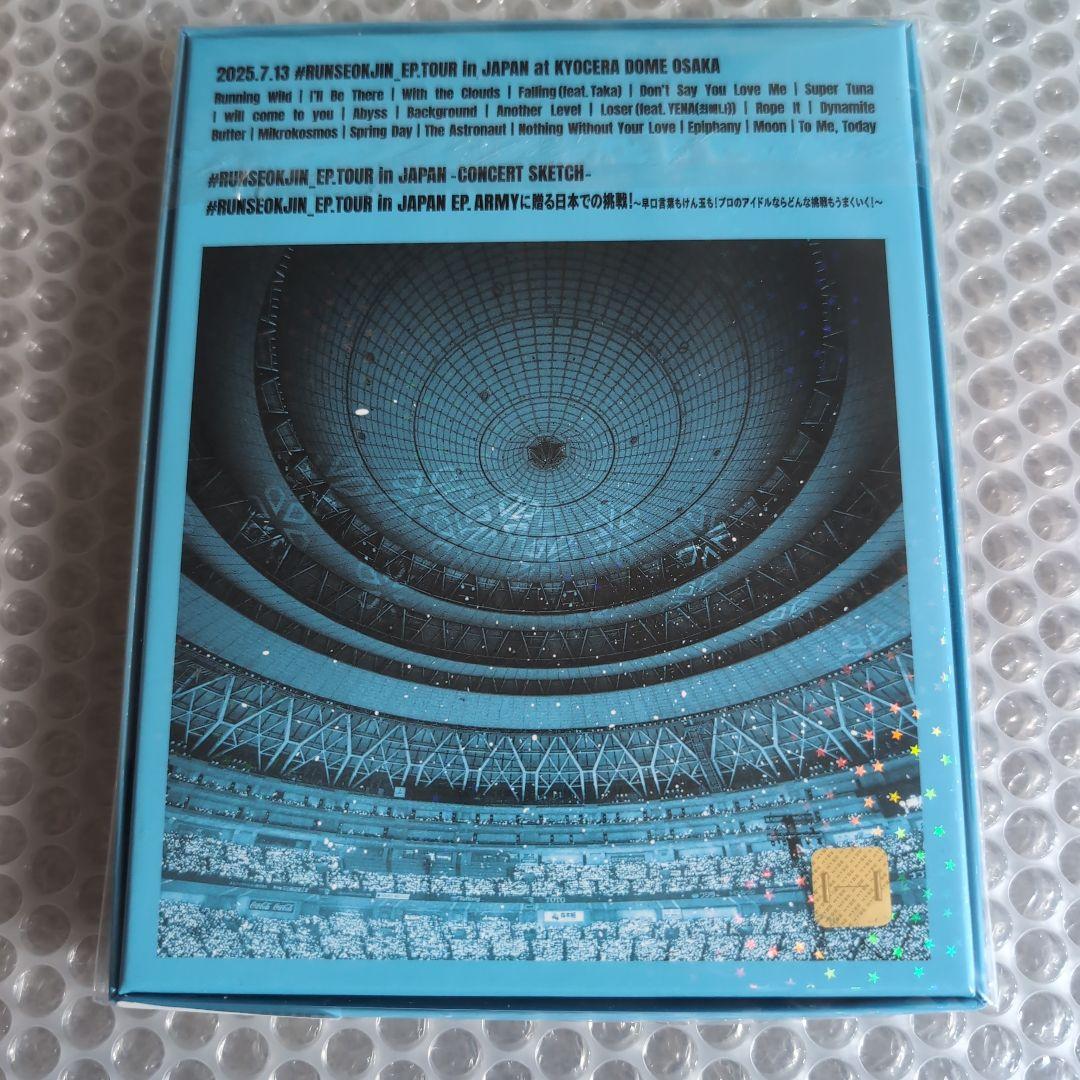 2025.7.13 #RUNSEOKJIN_EP.TOUR in JAPAN at KYOCERA DOME OSAKA
Running Wild | I'll Be There | With the Clouds | Falling (feat. Taka) | Don't Say You Love Me | Super Tuna
I will come to you | Abyss | Background | Another Level | Loser (feat. YENA(최예나)) | Rope It | Dynamite
Butter | Mikrokosmos | Spring Day | The Astronaut | Nothing Without Your Love | Epiphany | Moon | To Me, Today
#RUNSEOKJIN_EP.TOUR in JAPAN -CONCERT SKETCH-
#RUNSEOKJIN_EP.TOUR in JAPAN EP. ARMYに贈る日本での挑戦!~早口言葉もけん玉も!プロのアイドルならどんな挑戦もうまくいく!~
Coca-Cola
TOTO